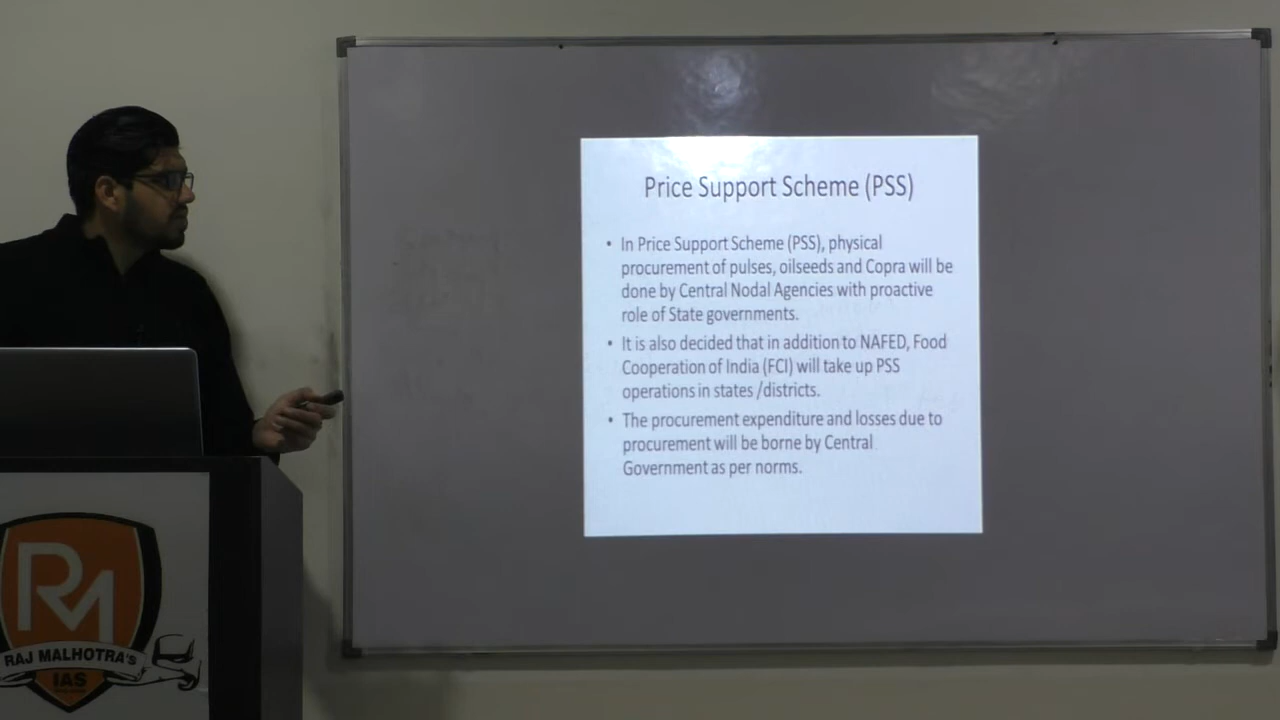 Price Support Scheme (PSS)
• In Price Support Scheme (PSS), physical
procurement of pulses, oilseeds and Copra will be
done by Central Nodal Agencies with proactive
role of State governments.
• It is also decided that in addition to NAFED, Food
Cooperation of India (FCI) will take up PSS
operations in states /districts.
• The procurement expenditure and losses due to
procurement will be borne by Central
Government as per norms.
RM
RAJ MALHOTRA'S
IAS